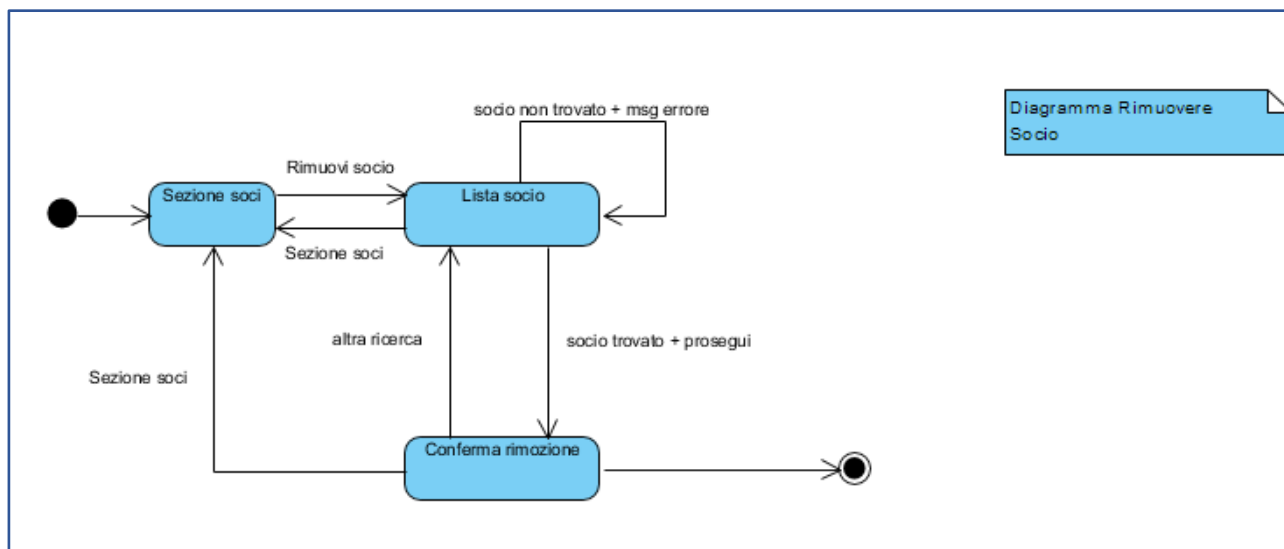 socio non trovato + msg errore
Diagramma Rimuovere
Socio
Rimuovi socio
Sezione soci
Lista socio
Sezione soci
altra ricerca
socio trovato + prosegui
Sezione soci
Conferma rimozione